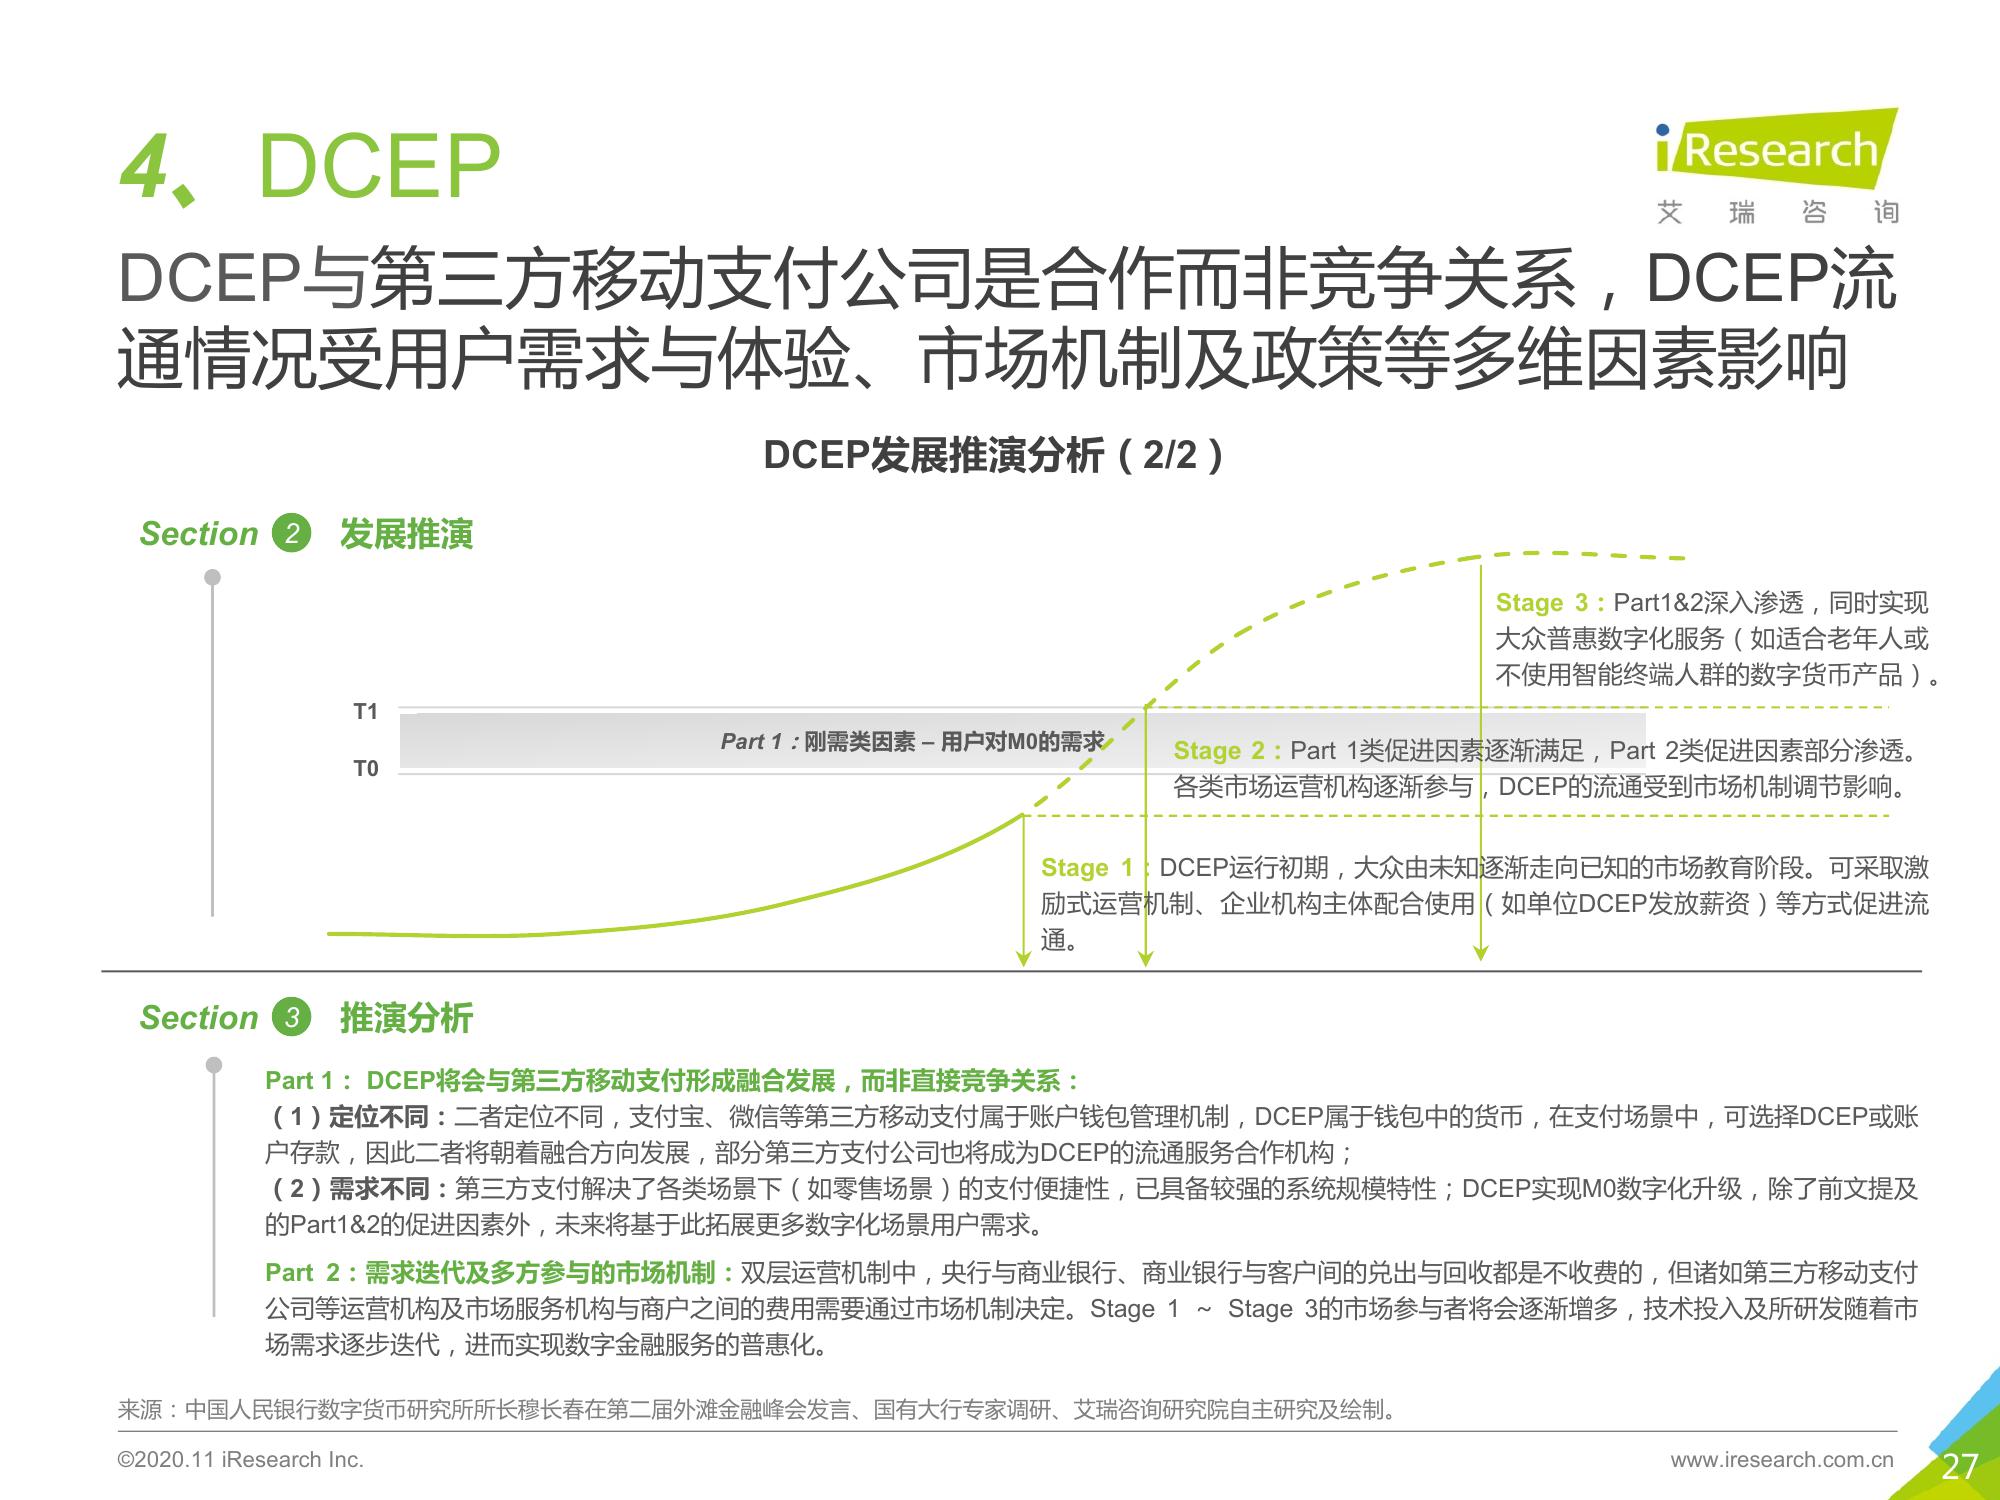 4、DCEP
iResearch
艾瑞咨询
DCEP与第三方移动支付公司是合作而非竞争关系，DCEP流
通情况受用户需求与体验、市场机制及政策等多维因素影响
DCEP发展推演分析（2/2）
Section 2 发展推演
Stage 3：Part1&2深入渗透，同时实现
大众普惠数字化服务（如适合老年人或
不使用智能终端人群的数字货币产品）。
T1
Part 1：刚需类因素 – 用户对M0的需求
T0
Stage 2：Part 1类促进因素逐渐满足，Part 2类促进因素部分渗透。
各类市场运营机构逐渐参与，DCEP的流通受到市场机制调节影响。
Stage 1：DCEP运行初期，大众由未知逐渐走向已知的市场教育阶段。可采取激
励式运营机制、企业机构主体配合使用（如单位DCEP发放薪资）等方式促进流
通。
Section 3 推演分析
Part 1： DCEP将会与第三方移动支付形成融合发展，而非直接竞争关系：
（1）定位不同：二者定位不同，支付宝、微信等第三方移动支付属于账户钱包管理机制，DCEP属于钱包中的货币，在支付场景中，可选择DCEP或账
户存款，因此二者将朝着融合方向发展，部分第三方支付公司也将成为DCEP的流通服务合作机构；
（2）需求不同：第三方支付解决了各类场景下（如零售场景）的支付便捷性，已具备较强的系统规模特性；DCEP实现M0数字化升级，除了前文提及
的Part1&2的促进因素外，未来将基于此拓展更多数字化场景用户需求。
Part 2：需求迭代及多方参与的市场机制：双层运营机制中，央行与商业银行、商业银行与客户间的兑出与回收都是不收费的，但诸如第三方移动支付
公司等运营机构及市场服务机构与商户之间的费用需要通过市场机制决定。Stage 1 ～ Stage 3的市场参与者将会逐渐增多，技术投入及所研发随着市
场需求逐步迭代，进而实现数字金融服务的普惠化。
来源：中国人民银行数字货币研究所所长穆长春在第二届外滩金融峰会发言、国有大行专家调研、艾瑞咨询研究院自主研究及绘制。
©2020.11 iResearch Inc.
www.iresearch.com.cn
27